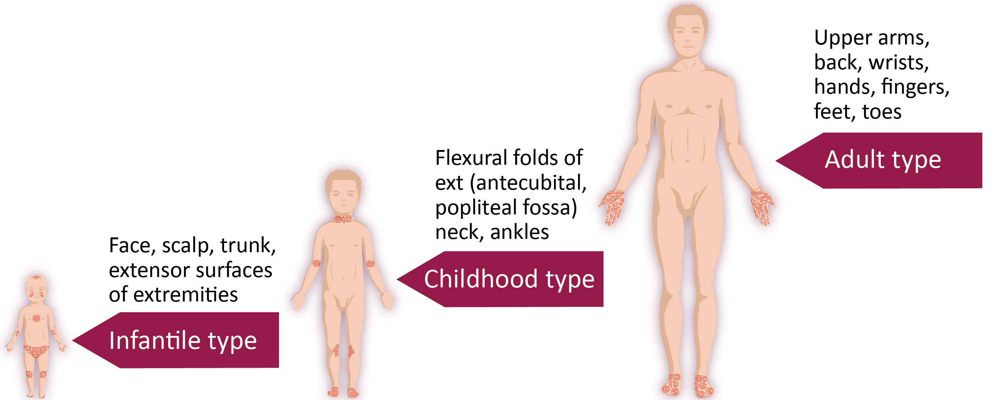 Face, scalp, trunk,
extensor surfaces
of extremities
Infantile type
Flexural folds of
ext (antecubital,
popliteal fossa)
neck, ankles
Childhood type
Upper arms,
back, wrists,
hands, fingers,
feet, toes
Adult type